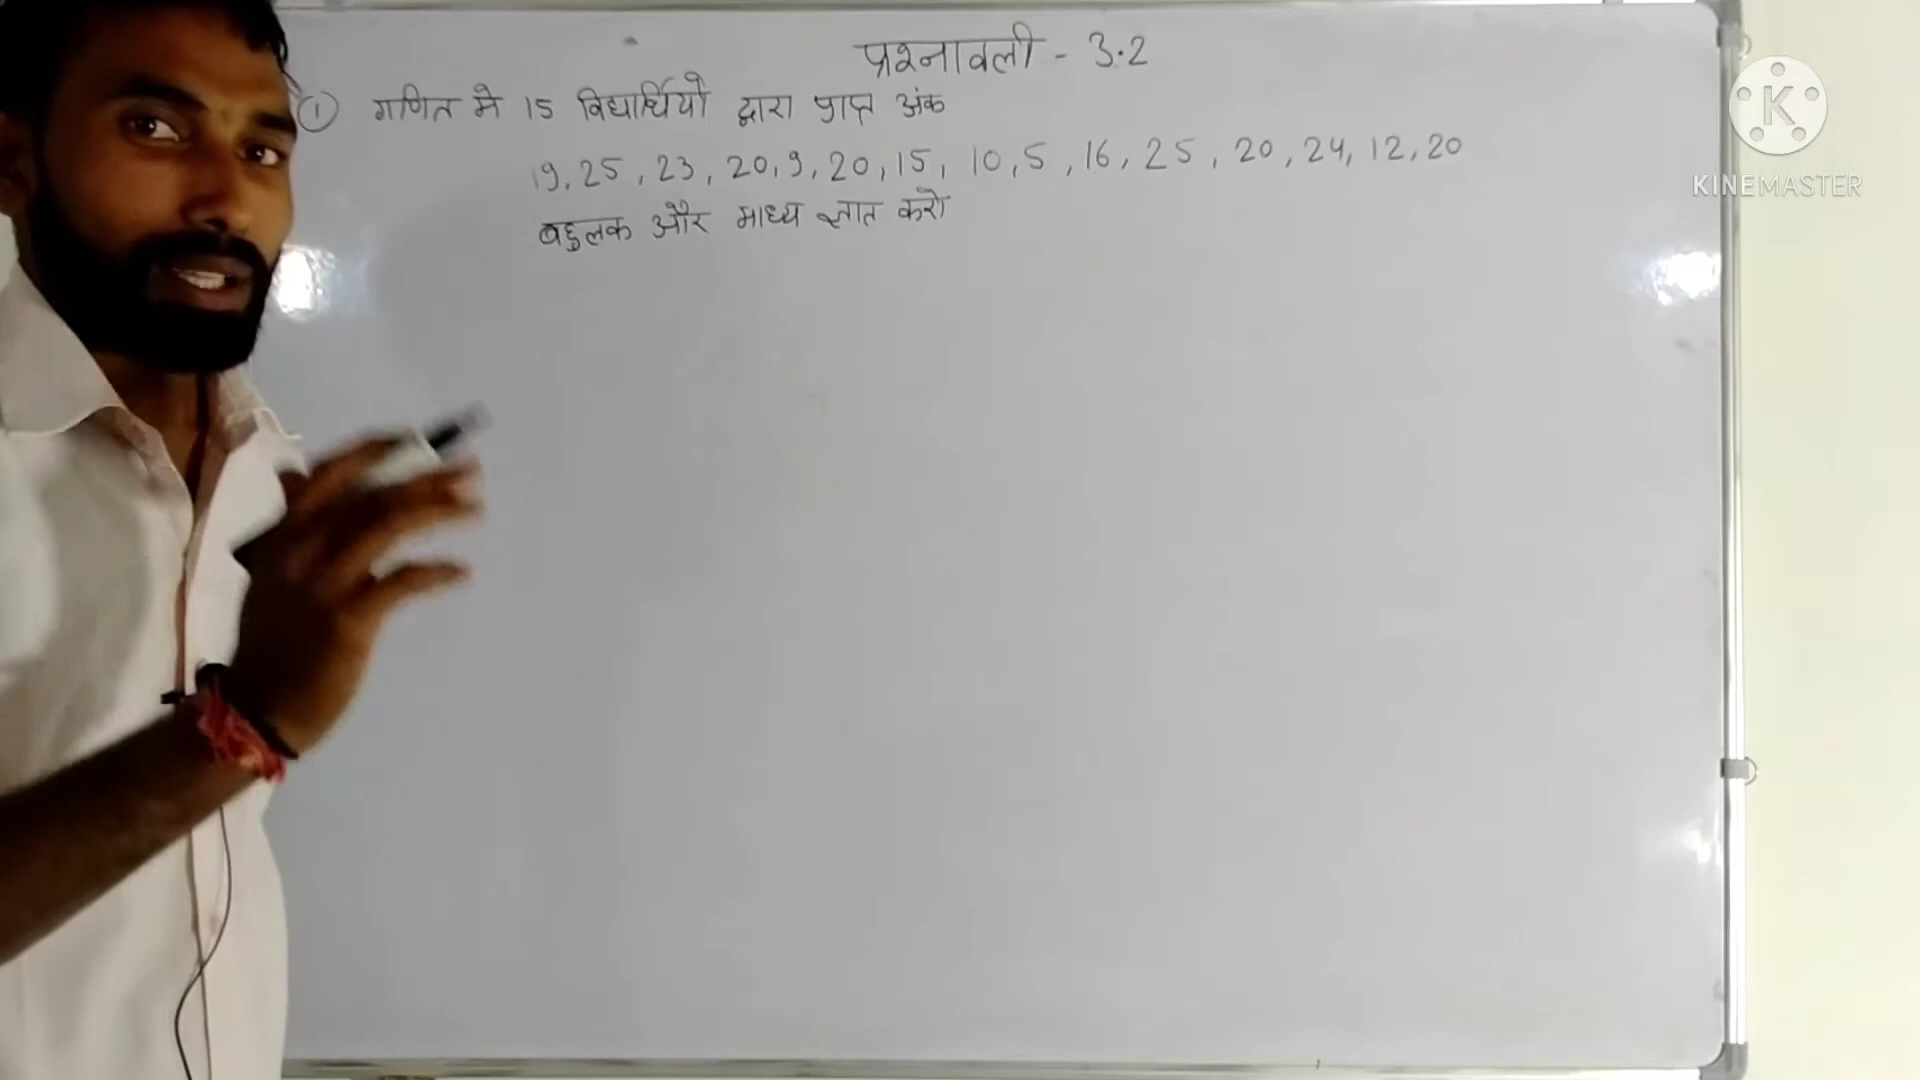 प्रश्नावली - 3.2
① गणित मे 15 विद्यार्थियो द्वारा प्राप्त अंक
19, 25, 23, 20, 9, 20, 15, 10, 5, 16, 25, 20, 24, 12, 20
बहुलक और माध्य ज्ञात करो
K
KINEMASTER